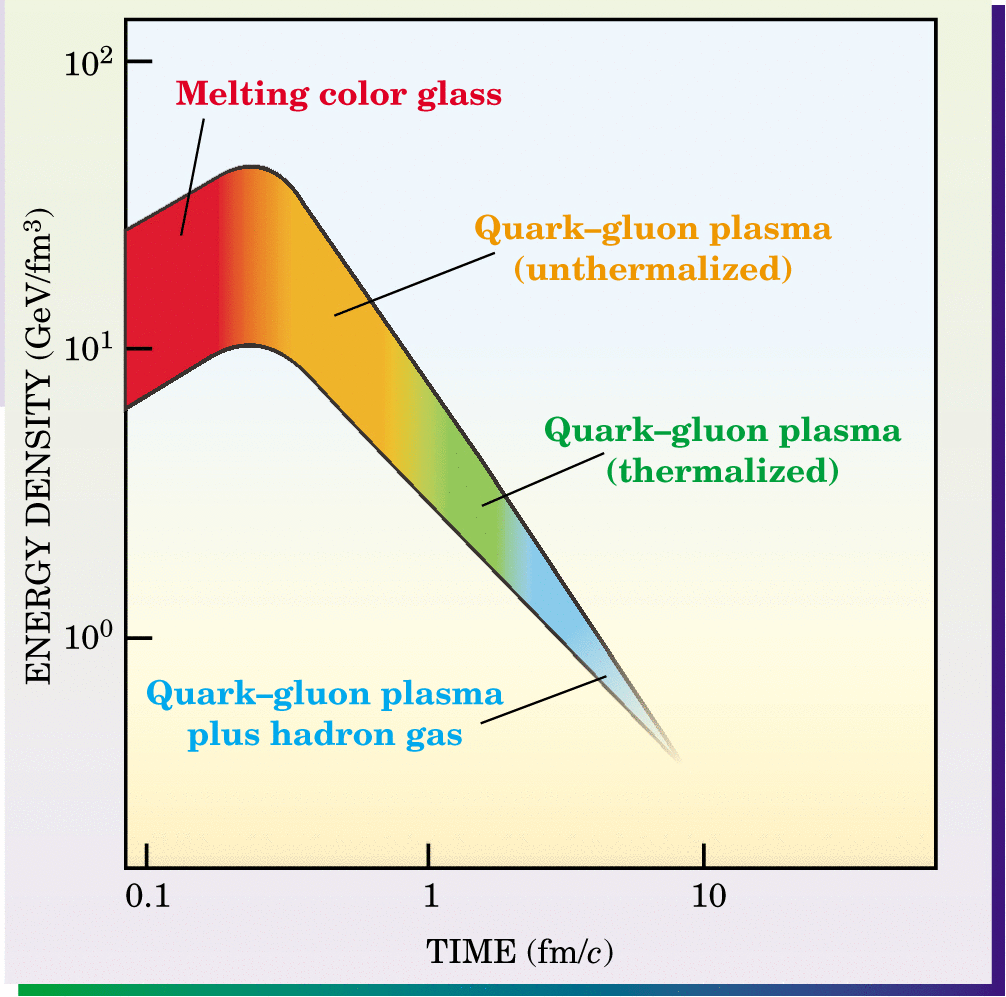 10²
Melting color glass
Quark–gluon plasma
(unthermalized)
10¹
Quark–gluon plasma
(thermalized)
10⁰
Quark–gluon plasma
plus hadron gas
ENERGY DENSITY (GeV/fm³)
0.1 1 10
TIME (fm/c)